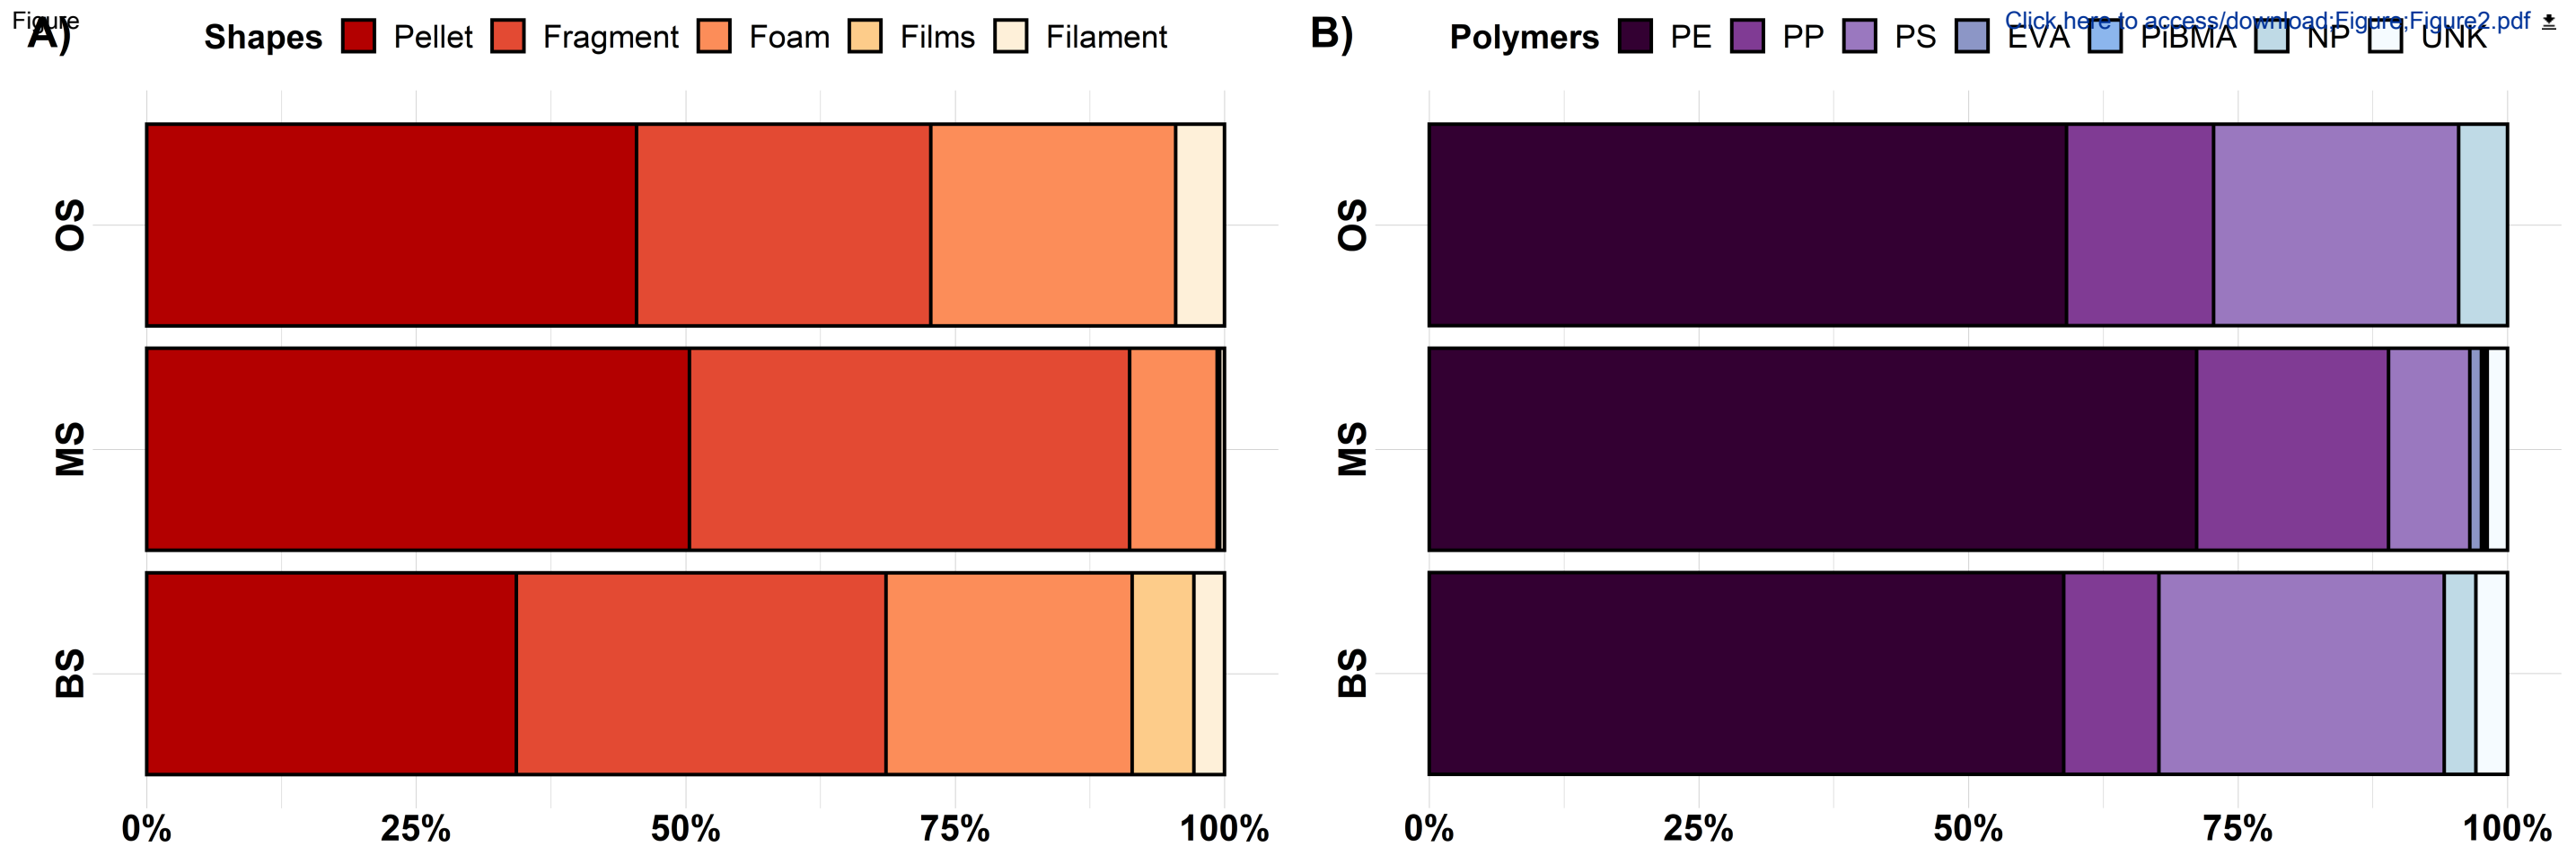 Figure
Click here to access/download;Figure;Figure2.pdf
A) Shapes Pellet Fragment Foam Films Filament
B) Polymers PE PP PS EVA PiBMA NP UNK
OS
MS
BS
0% 25% 50% 75% 100%
OS
MS
BS
0% 25% 50% 75% 100%